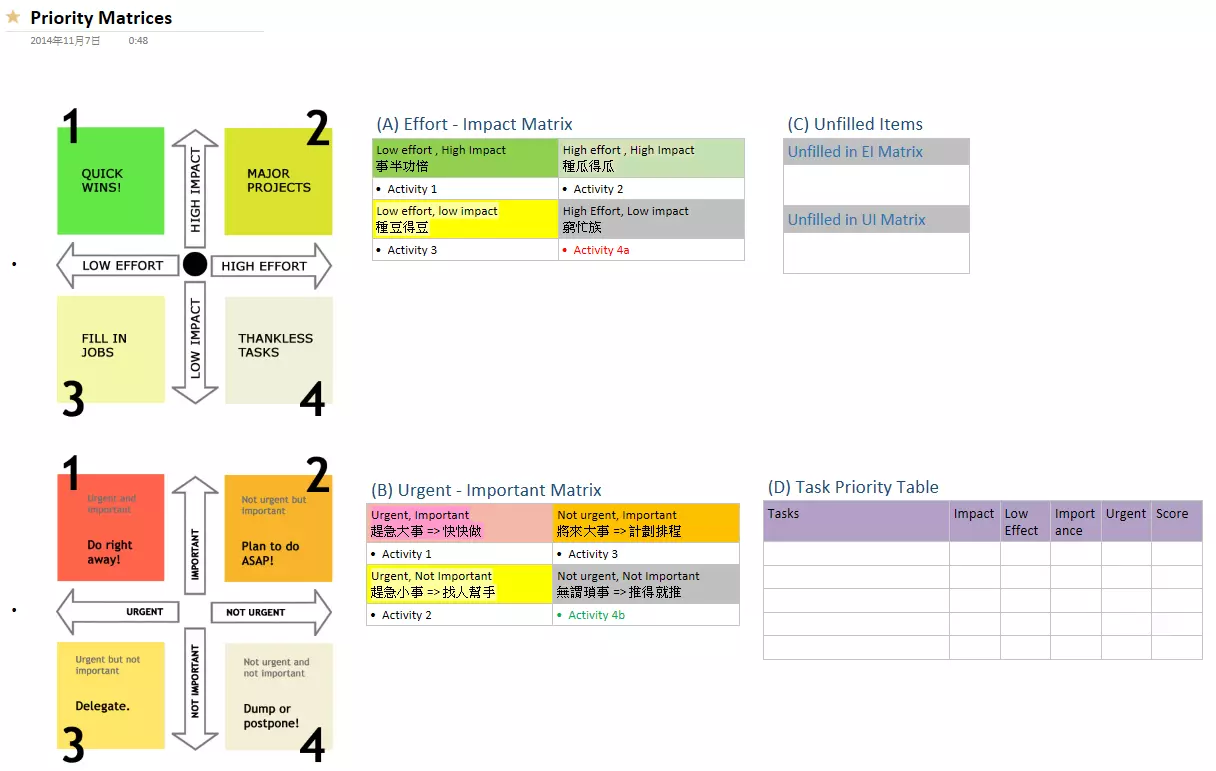 Priority Matrices
2014年11月7日 0:48
1
2
QUICK
WINS!
MAJOR
PROJECTS
HIGH IMPACT
LOW EFFORT
HIGH EFFORT
LOW IMPACT
FILL IN
JOBS
THANKLESS
TASKS
3
4
(A) Effort - Impact Matrix
Low effort , High Impact
事半功倍
High effort , High Impact
種瓜得瓜
• Activity 1
• Activity 2
Low effort, low impact
種豆得豆
High Effort, Low impact
窮忙族
• Activity 3
• Activity 4a
(C) Unfilled Items
Unfilled in EI Matrix
Unfilled in UI Matrix
1
2
Urgent and
important
Do right
away!
Not urgent but
important
Plan to do
ASAP!
IMPORTANT
URGENT
NOT URGENT
NOT IMPORTANT
Urgent but not
important
Delegate.
Not urgent and
not important
Dump or
postpone!
3
4
(B) Urgent - Important Matrix
Urgent, Important
趕急大事 => 快快做
Not urgent, Important
將來大事 => 計劃排程
• Activity 1
• Activity 3
Urgent, Not Important
趕急小事 => 找人幫手
Not urgent, Not Important
無謂瑣事 => 推得就推
• Activity 2
• Activity 4b
(D) Task Priority Table
Tasks
Impact
Low
Effect
Import
ance
Urgent
Score